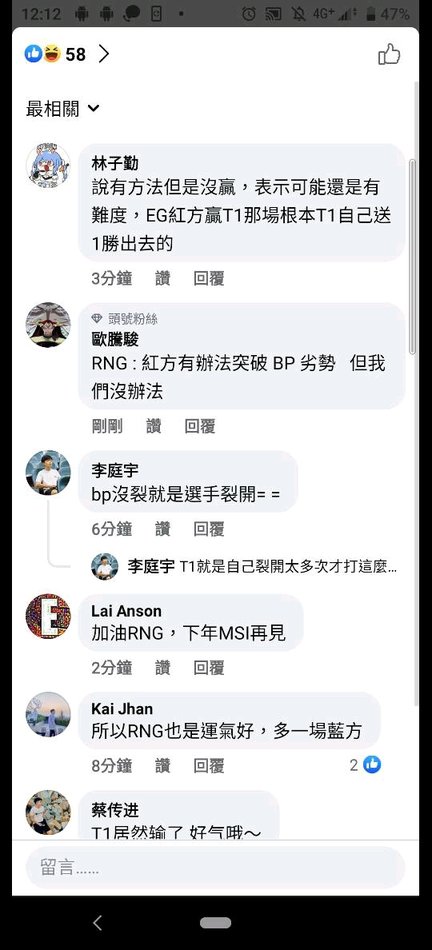 12:12
4G+
47%
58
最相關
林子勤
說有方法但是沒贏，表示可能還是有
難度，EG紅方贏T1那場根本T1自己送
1勝出去的
3分鐘 讚 回覆
頭號粉絲
歐騰駿
RNG : 紅方有辦法突破 BP 劣勢 但我
們沒辦法
剛剛 讚 回覆
李庭宇
bp沒裂就是選手裂開= =
6分鐘 讚 回覆
李庭宇 T1就是自己裂開太多次才打這麼...
Lai Anson
加油RNG，下年MSI再見
2分鐘 讚 回覆
Kai Jhan
所以RNG也是運氣好，多一場藍方
8分鐘 讚 回覆 2
蔡传进
T1居然输了 好气哦～
留言......